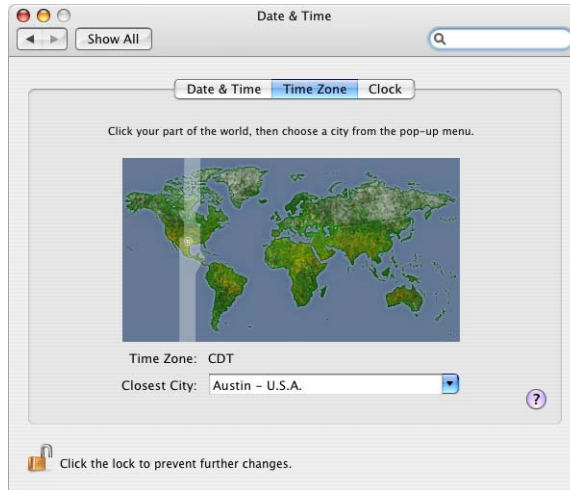 Date & Time
Show All
Date & Time Time Zone Clock
Click your part of the world, then choose a city from the pop-up menu.
Time Zone: CDT
Closest City: Austin – U.S.A.
?
Click the lock to prevent further changes.